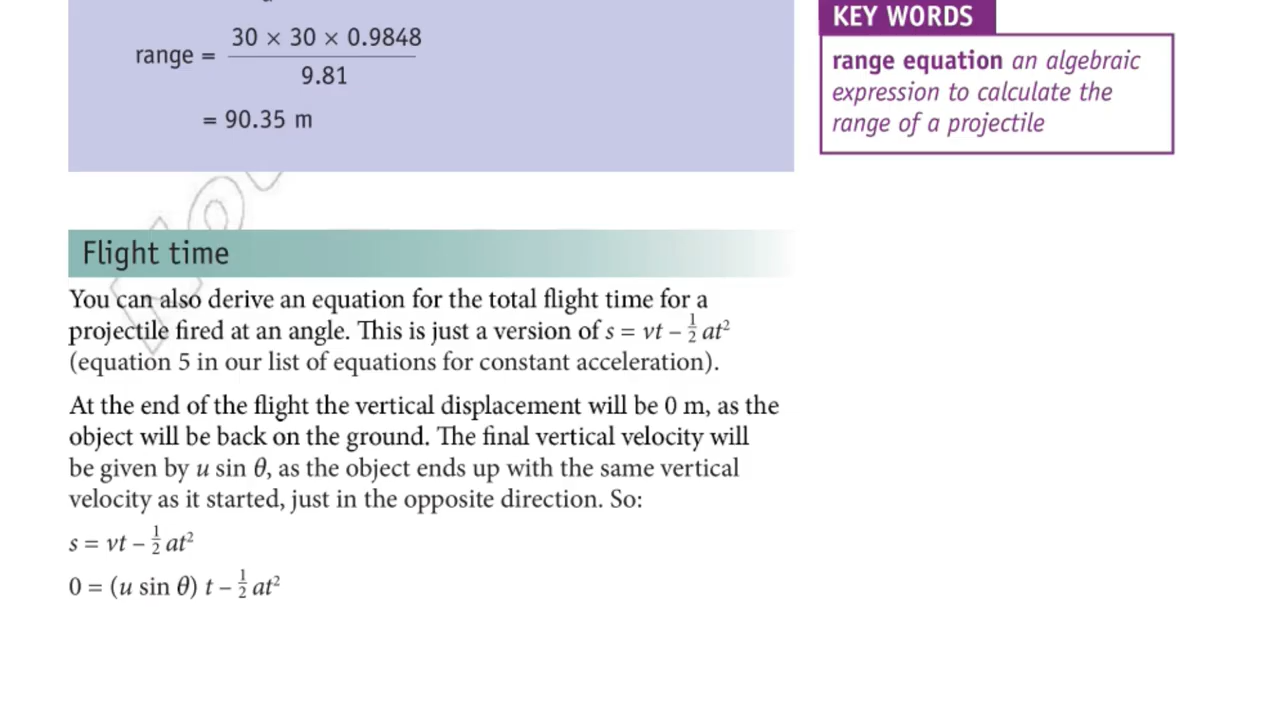 range = 30 × 30 × 0.9848 / 9.81
= 90.35 m
KEY WORDS
range equation an algebraic
expression to calculate the
range of a projectile
Flight time
You can also derive an equation for the total flight time for a
projectile fired at an angle. This is just a version of s = vt – ½ at²
(equation 5 in our list of equations for constant acceleration).
At the end of the flight the vertical displacement will be 0 m, as the
object will be back on the ground. The final vertical velocity will
be given by u sin θ, as the object ends up with the same vertical
velocity as it started, just in the opposite direction. So:
s = vt – ½ at²
0 = (u sin θ) t – ½ at²